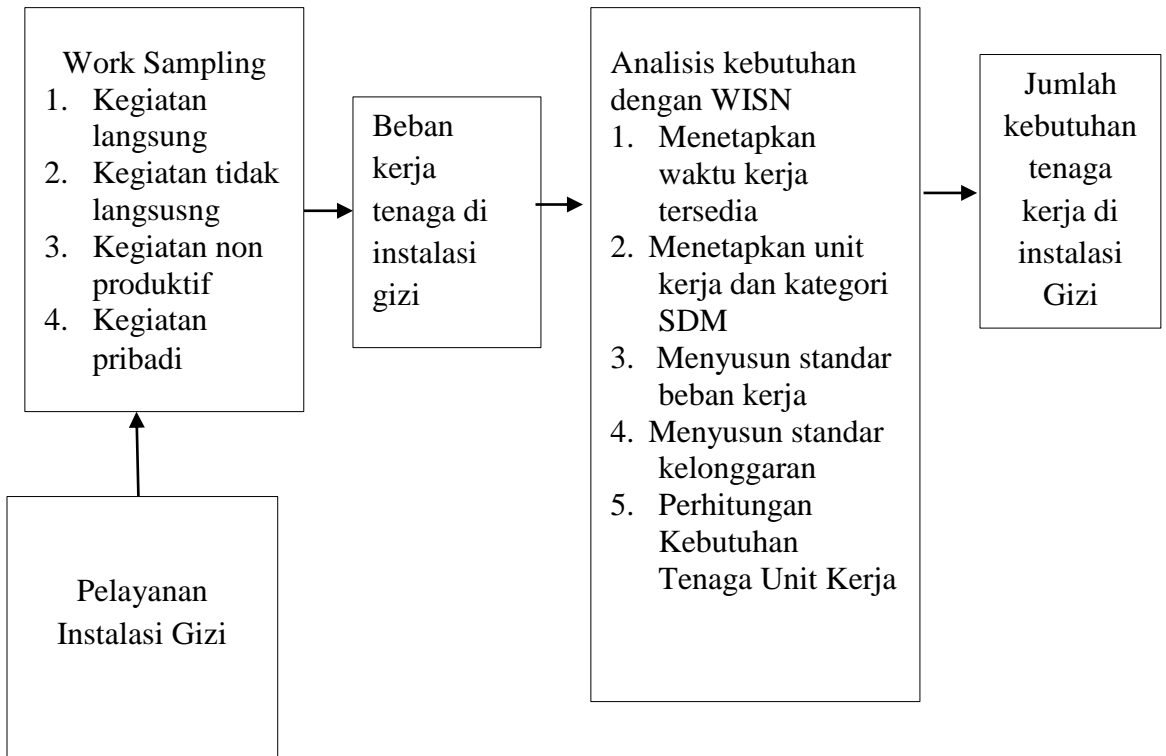 Work Sampling
1. Kegiatan
langsung
2. Kegiatan tidak
langsusng
3. Kegiatan non
produktif
4. Kegiatan
pribadi
Beban
kerja
tenaga di
instalasi
gizi
Analisis kebutuhan
dengan WISN
1. Menetapkan
waktu kerja
tersedia
2. Menetapkan unit
kerja dan kategori
SDM
3. Menyusun standar
beban kerja
4. Menyusun standar
kelonggaran
5. Perhitungan
Kebutuhan
Tenaga Unit Kerja
Jumlah
kebutuhan
tenaga
kerja di
instalasi
Gizi
Pelayanan
Instalasi Gizi